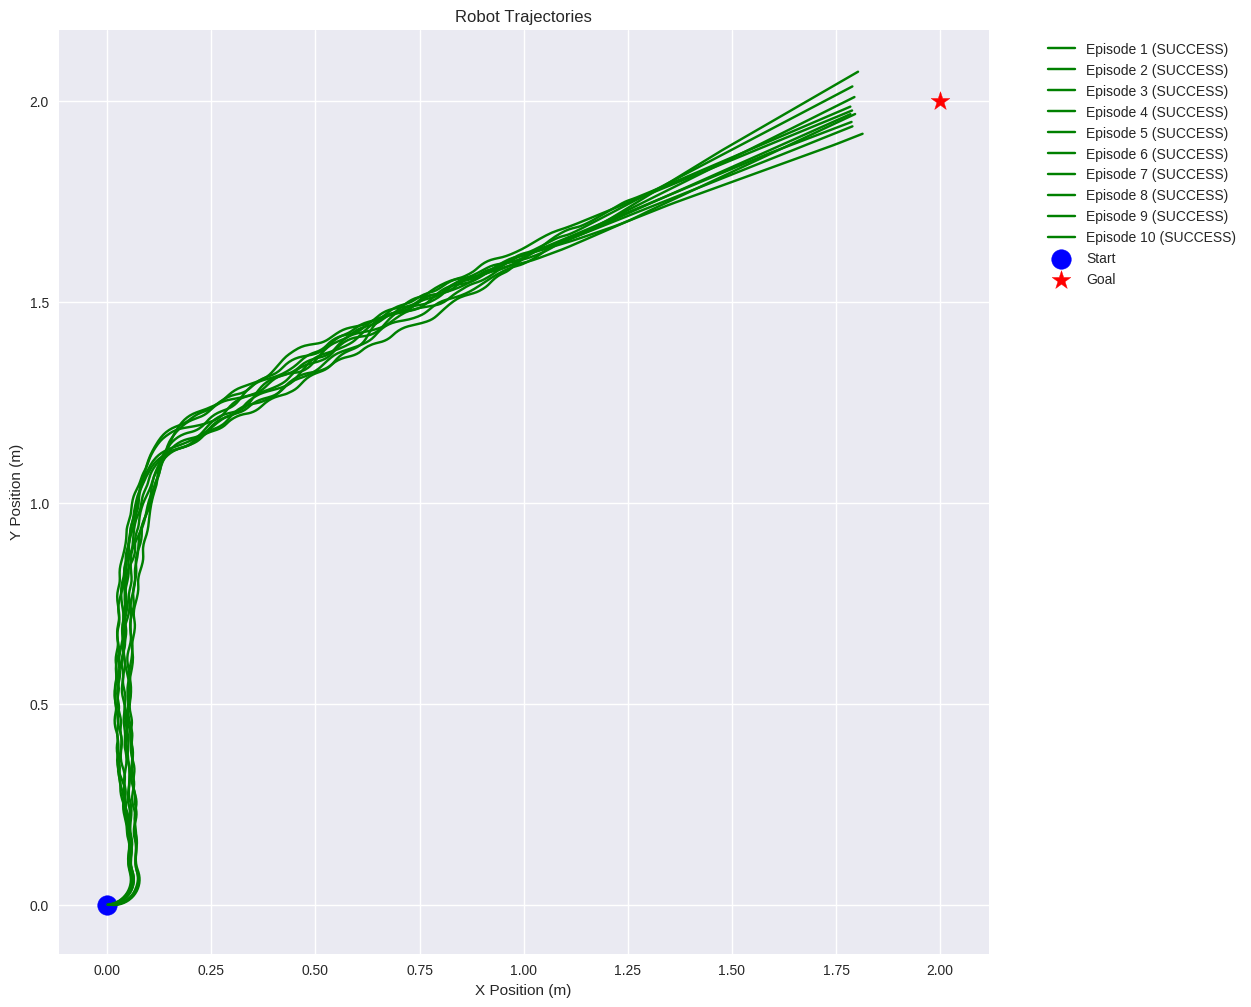 Robot Trajectories
Episode 1 (SUCCESS)
Episode 2 (SUCCESS)
Episode 3 (SUCCESS)
Episode 4 (SUCCESS)
Episode 5 (SUCCESS)
Episode 6 (SUCCESS)
Episode 7 (SUCCESS)
Episode 8 (SUCCESS)
Episode 9 (SUCCESS)
Episode 10 (SUCCESS)
Start
Goal
Y Position (m)
2.0
1.5
1.0
0.5
0.0
0.00 0.25 0.50 0.75 1.00 1.25 1.50 1.75 2.00
X Position (m)